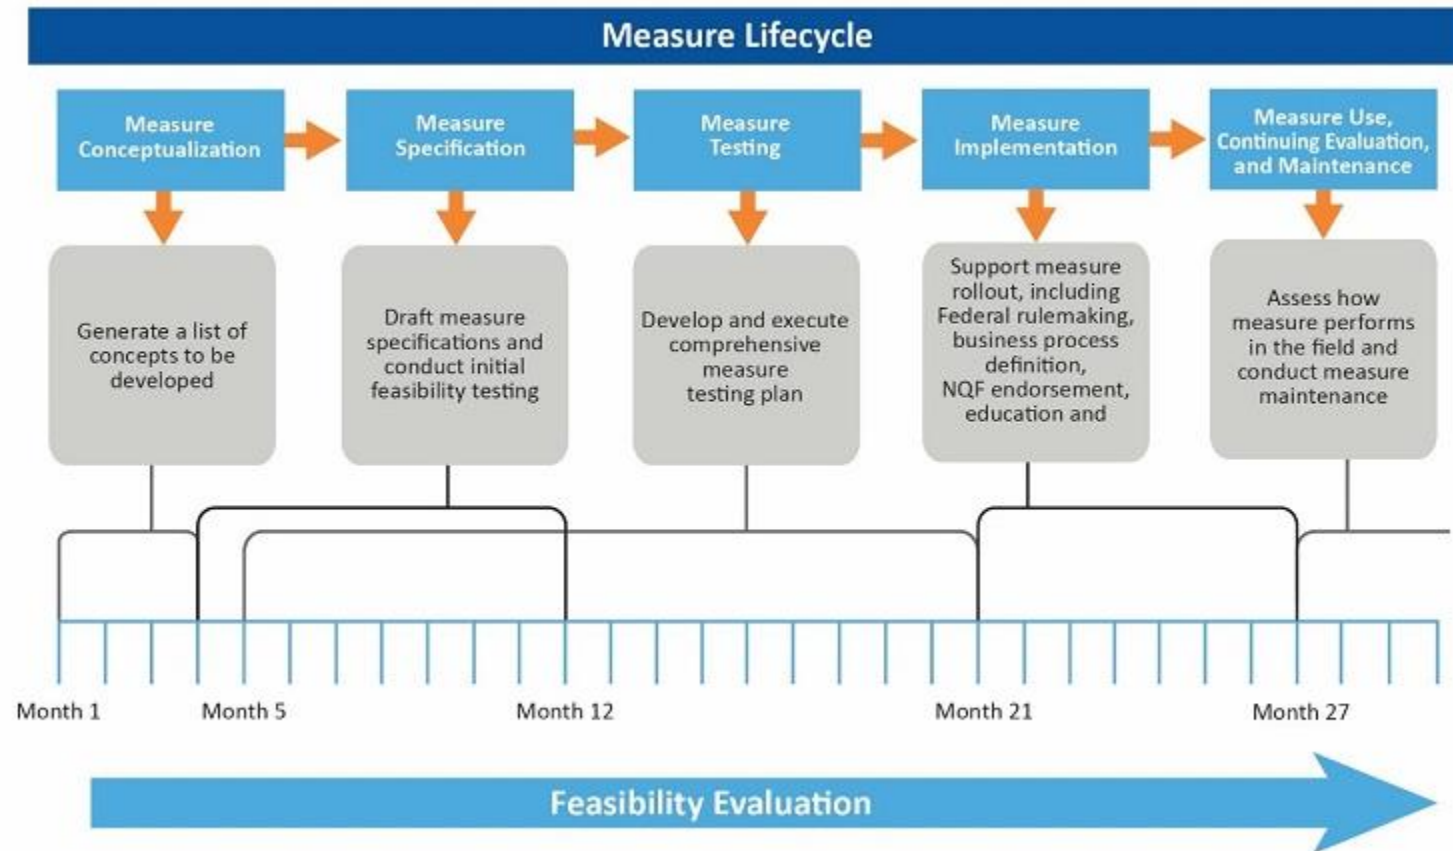 Measure Lifecycle
Measure
Conceptualization
Measure
Specification
Measure
Testing
Measure
Implementation
Measure Use,
Continuing Evaluation,
and Maintenance
Generate a list of
concepts to be
developed
Draft measure
specifications and
conduct initial
feasibility testing
Develop and execute
comprehensive
measure
testing plan
Support measure
rollout, including
Federal rulemaking,
business process
definition,
NQF endorsement,
education and
Assess how
measure performs
in the field and
conduct measure
maintenance
Month 1
Month 5
Month 12
Month 21
Month 27
Feasibility Evaluation